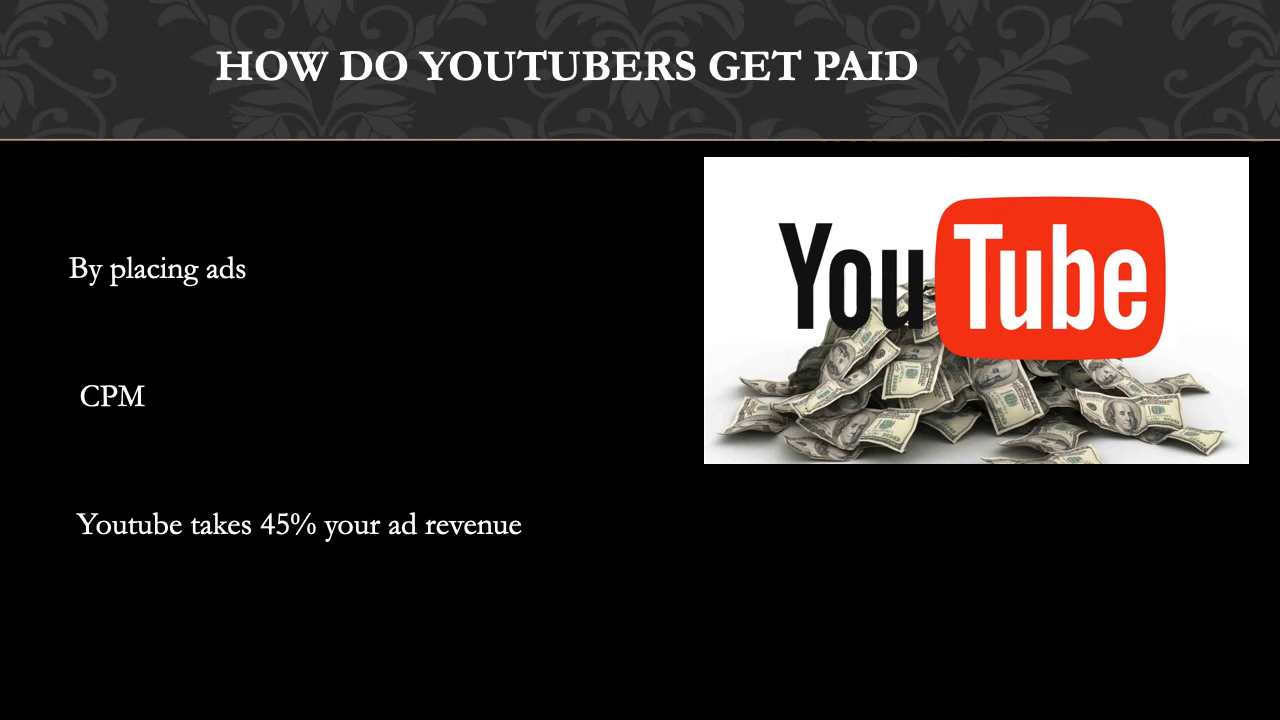 HOW DO YOUTUBERS GET PAID
By placing ads
CPM
Youtube takes 45% your ad revenue
YouTube